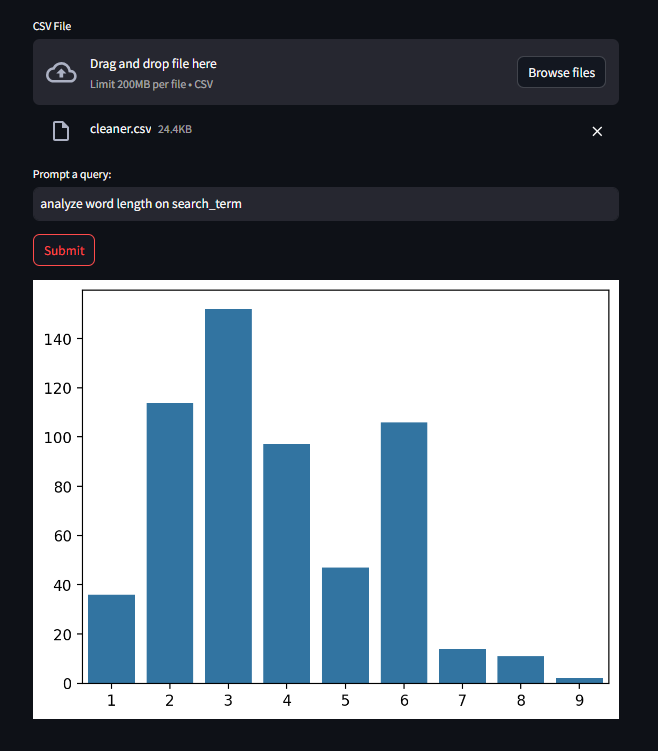 CSV File
Drag and drop file here
Limit 200MB per file • CSV
Browse files
cleaner.csv 24.4KB
Prompt a query:
analyze word length on search_term
Submit
140
120
100
80
60
40
20
0
1 2 3 4 5 6 7 8 9